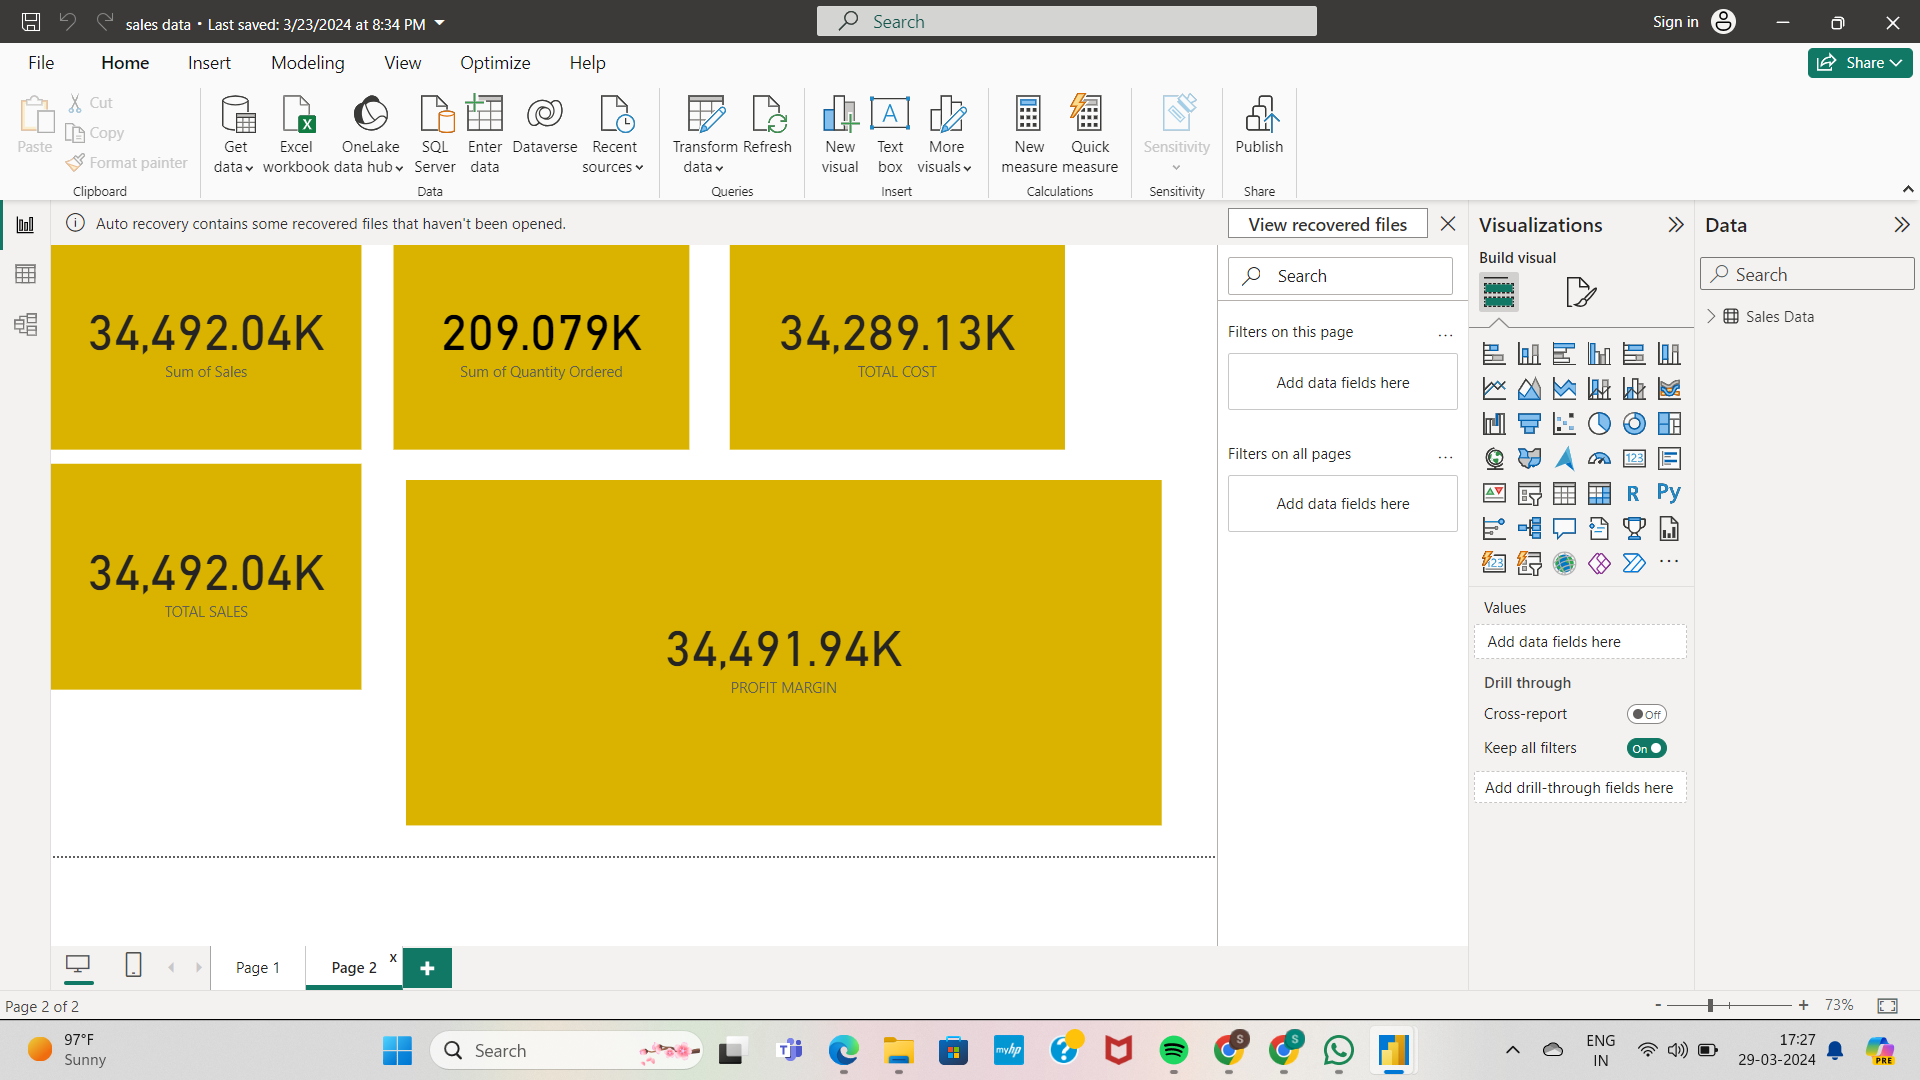 sales data • Last saved: 3/23/2024 at 8:34 PM
Search
Sign in
File
Home
Insert
Modeling
View
Optimize
Help
Share
Paste
Cut
Copy
Format painter
Clipboard
Get data
Excel workbook
OneLake data hub
SQL Server
Enter data
Dataverse
Recent sources
Data
Transform data
Refresh
Queries
New visual
Text box
More visuals
Insert
New measure
Quick measure
Calculations
Sensitivity
Sensitivity
Publish
Share
Auto recovery contains some recovered files that haven't been opened.
View recovered files
34,492.04K
Sum of Sales
209.079K
Sum of Quantity Ordered
34,289.13K
TOTAL COST
34,492.04K
TOTAL SALES
34,491.94K
PROFIT MARGIN
Search
Filters on this page
...
Add data fields here
Filters on all pages
...
Add data fields here
Visualizations
Build visual
123
R
Py
123
...
Values
Add data fields here
Drill through
Cross-report
Off
Keep all filters
On
Add drill-through fields here
Data
Search
Sales Data
Page 1
Page 2
x
+
Page 2 of 2
- + 73%
97°F
Sunny
Search
myhp
S
S
ENG
IN
17:27
29-03-2024
PRE